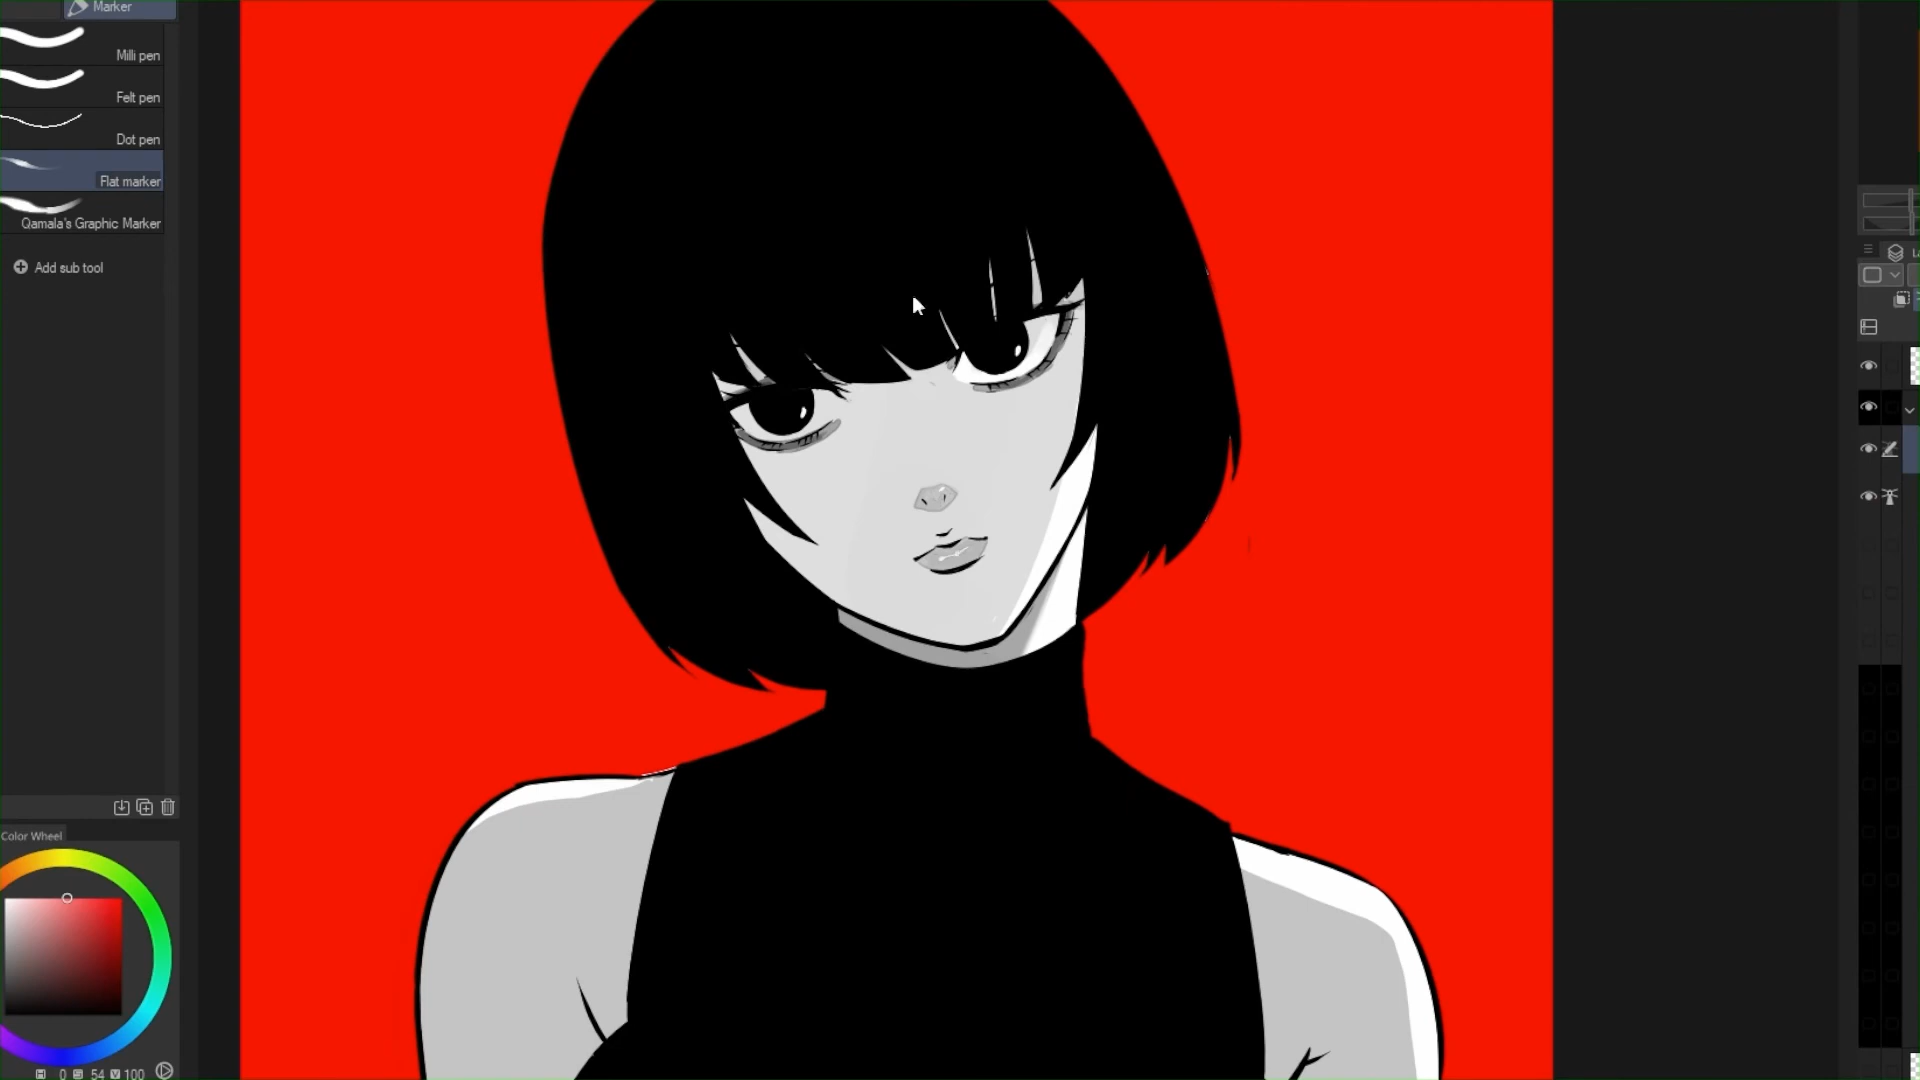 Marker
Milli pen
Felt pen
Dot pen
Flat marker
Qamala's Graphic Marker
Add sub tool
Color Wheel
H 0 S 54 V 100